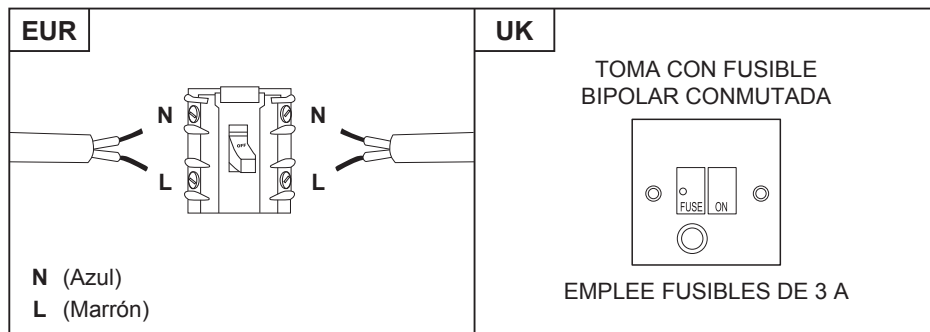 EUR
N
N
OFF
L
L
N (Azul)
L (Marrón)
UK
TOMA CON FUSIBLE
BIPOLAR CONMUTADA
FUSE
ON
EMPLEE FUSIBLES DE 3 A